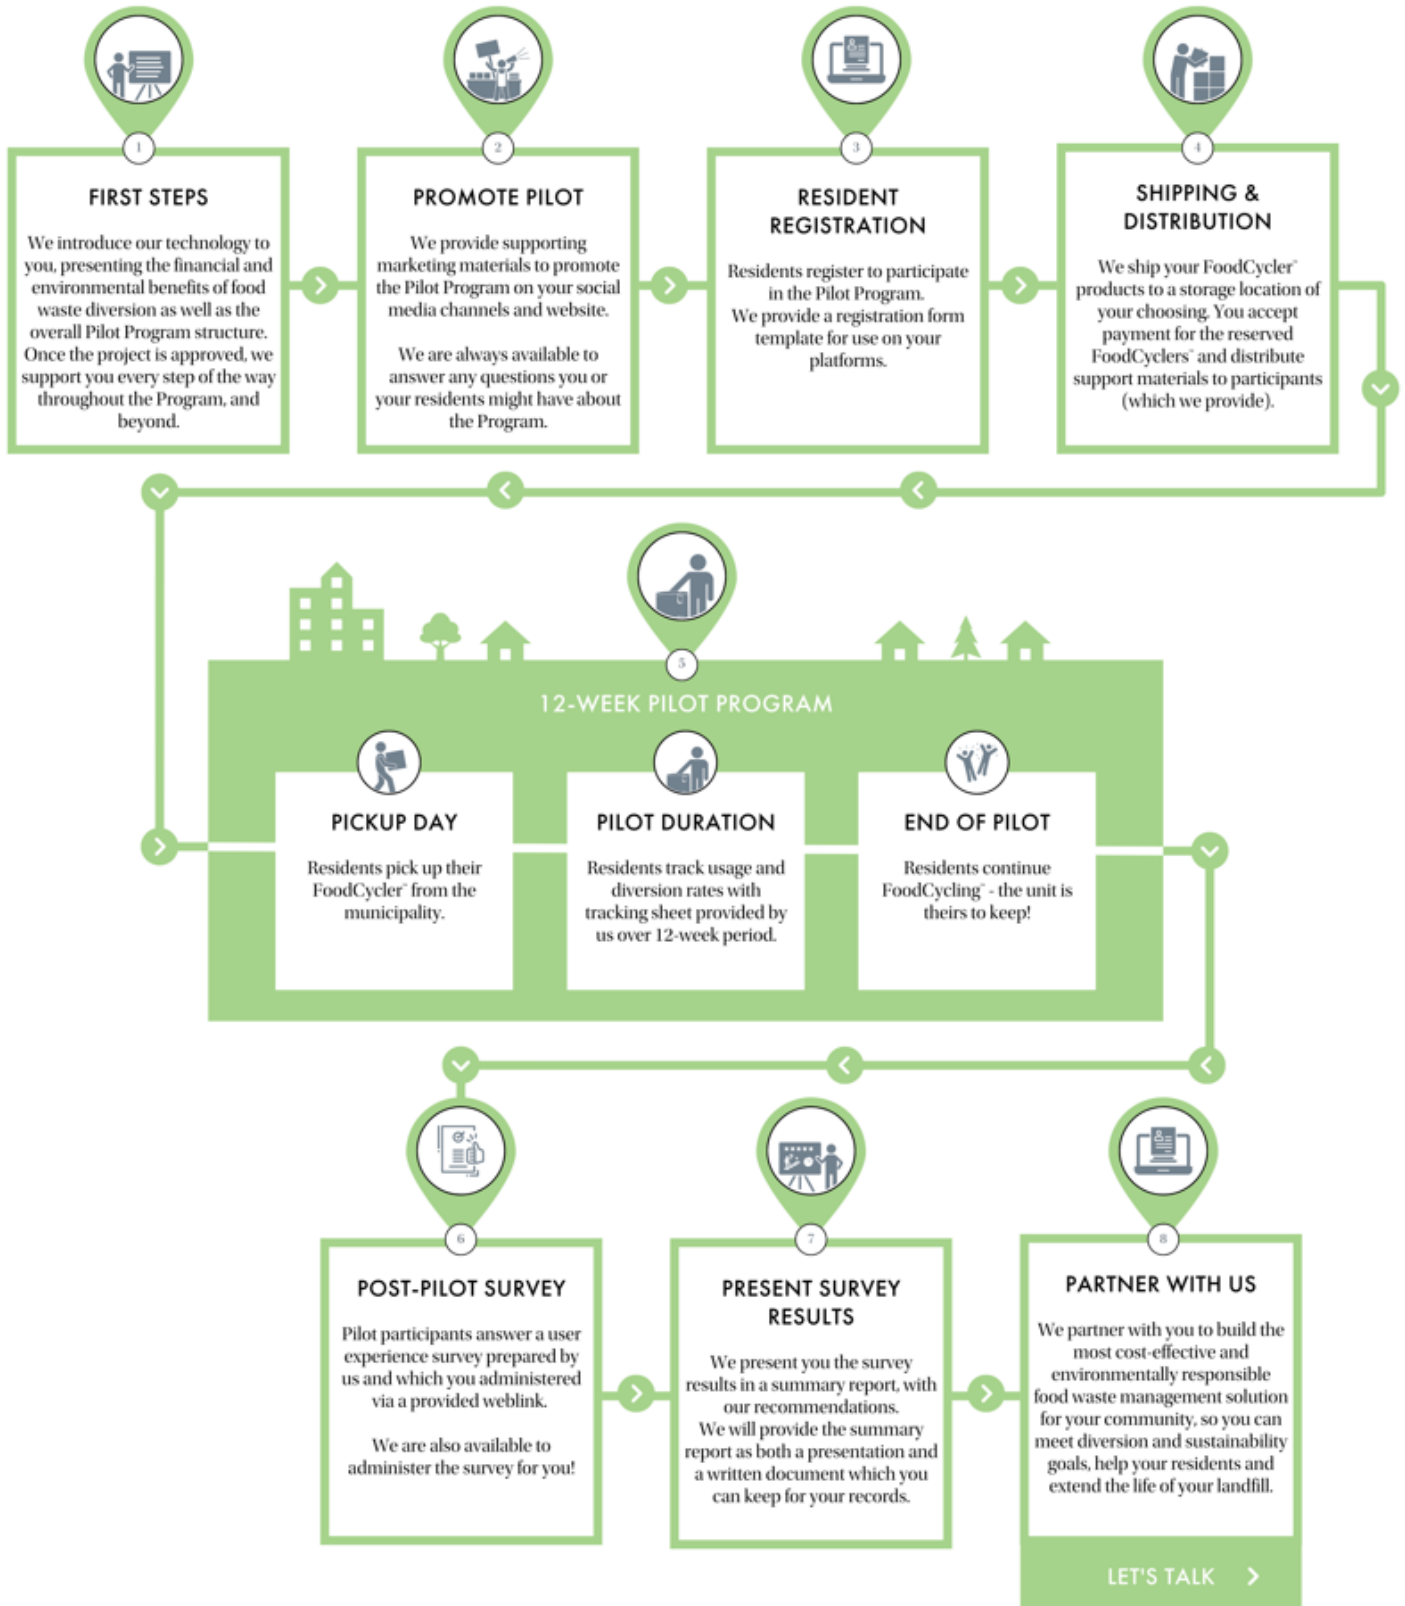 1
FIRST STEPS
We introduce our technology to
you, presenting the financial and
environmental benefits of food
waste diversion as well as the
overall Pilot Program structure.
Once the project is approved, we
support you every step of the way
throughout the Program, and
beyond.
2
PROMOTE PILOT
We provide supporting
marketing materials to promote
the Pilot Program on your social
media channels and website.
We are always available to
answer any questions you or
your residents might have about
the Program.
3
RESIDENT
REGISTRATION
Residents register to participate
in the Pilot Program.
We provide a registration form
template for use on your
platforms.
4
SHIPPING &
DISTRIBUTION
We ship your FoodCycler™
products to a storage location of
your choosing. You accept
payment for the reserved
FoodCyclers™ and distribute
support materials to participants
(which we provide).
5
12-WEEK PILOT PROGRAM
PICKUP DAY
Residents pick up their
FoodCycler™ from the
municipality.
PILOT DURATION
Residents track usage and
diversion rates with
tracking sheet provided by
us over 12-week period.
END OF PILOT
Residents continue
FoodCycling™ - the unit is
theirs to keep!
6
POST-PILOT SURVEY
Pilot participants answer a user
experience survey prepared by
us and which you administered
via a provided weblink.
We are also available to
administer the survey for you!
7
PRESENT SURVEY
RESULTS
We present you the survey
results in a summary report, with
our recommendations.
We will provide the summary
report as both a presentation and
a written document which you
can keep for your records.
8
PARTNER WITH US
We partner with you to build the
most cost-effective and
environmentally responsible
food waste management solution
for your community, so you can
meet diversion and sustainability
goals, help your residents and
extend the life of your landfill.
LET'S TALK